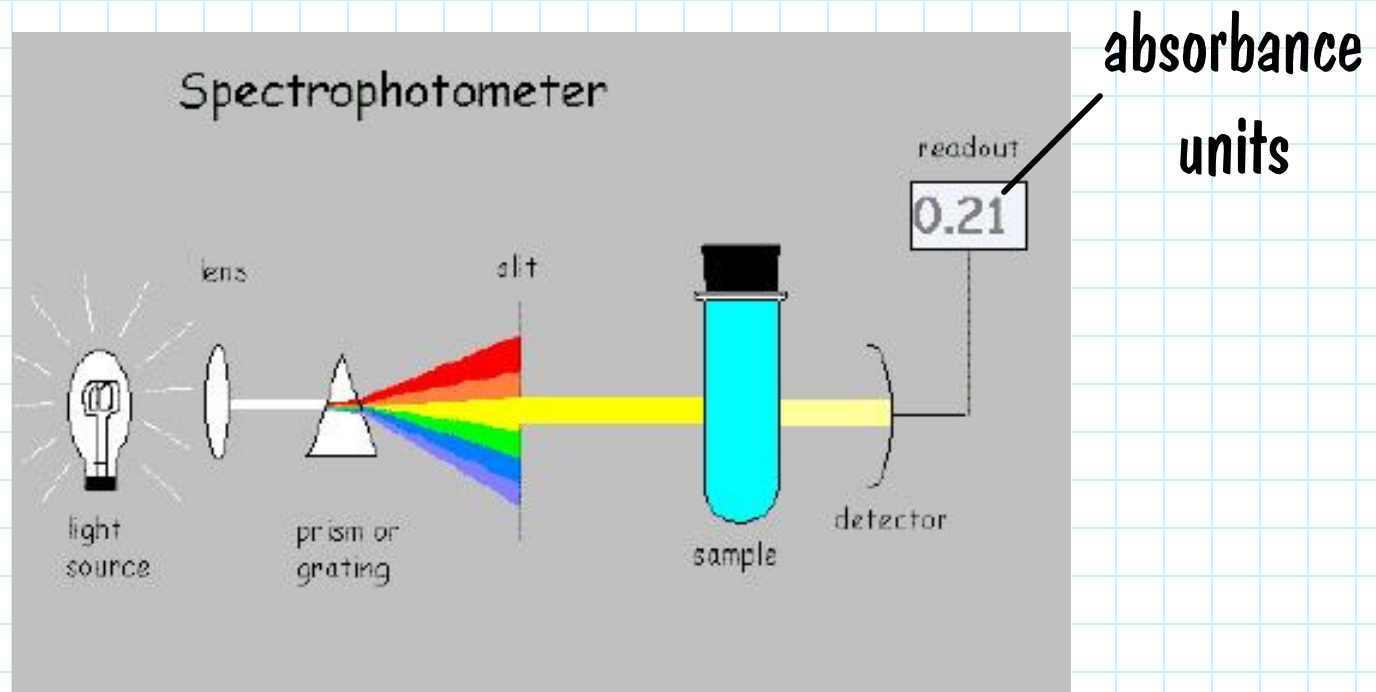 absorbance
units
Spectrophotometer
readout
0.21
lens
slit
light
source
prism or
grating
sample
detector